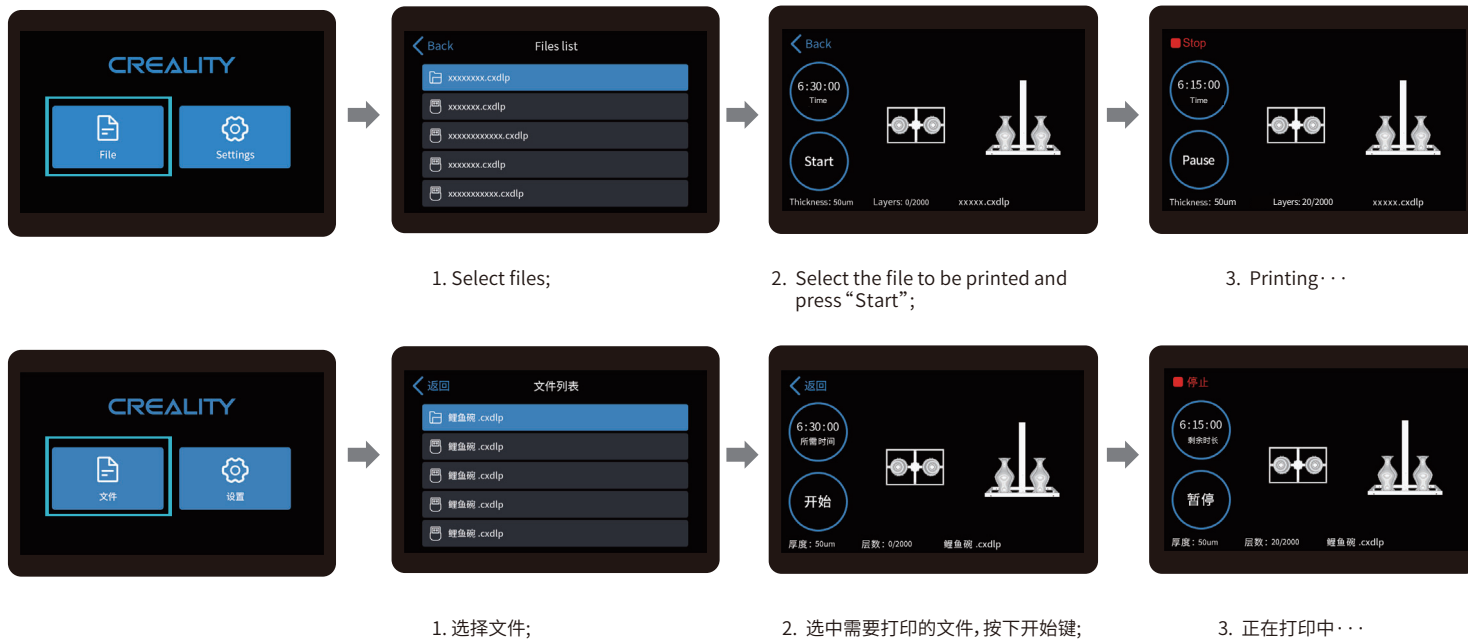 CREALITY
File
Settings
Back
Files list
xxxxxxxx.cxdlp
xxxxxxx.cxdlp
xxxxxxxxxxxx.cxdlp
xxxxxxx.cxdlp
xxxxxxxxxxx.cxdlp
Back
6:30:00
Time
Start
Thickness: 50um Layers: 0/2000 xxxxx.cxdlp
Stop
6:15:00
Time
Pause
Thickness: 50um Layers: 20/2000 xxxxx.cxdlp
1. Select files;
2. Select the file to be printed and
press “Start”;
3. Printing···
CREALITY
文件
设置
返回
文件列表
鲤鱼碗 .cxdlp
鲤鱼碗 .cxdlp
鲤鱼碗 .cxdlp
鲤鱼碗 .cxdlp
鲤鱼碗 .cxdlp
返回
6:30:00
所需时间
开始
厚度：50um 层数：0/2000 鲤鱼碗 .cxdlp
停止
6:15:00
剩余时长
暂停
厚度：50um 层数：20/2000 鲤鱼碗 .cxdlp
1. 选择文件;
2. 选中需要打印的文件，按下开始键;
3. 正在打印中···